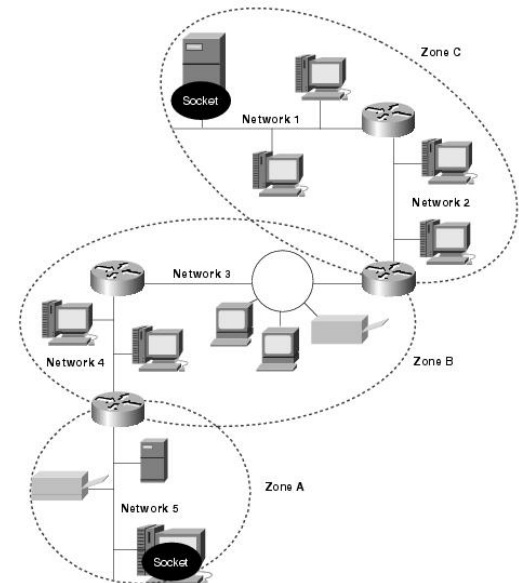 Zone C
Socket
Network 1
Network 2
Network 3
Network 4
Zone B
Zone A
Network 5
Socket